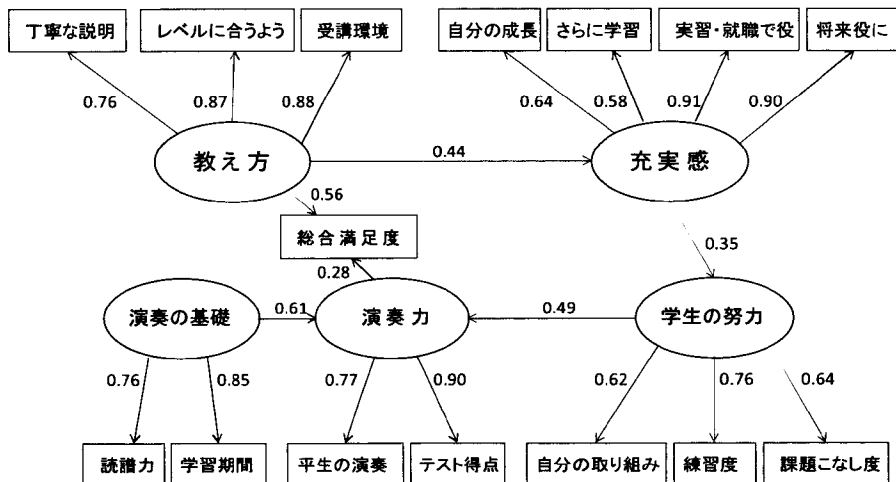 丁寧な説明
レベルに合うよう
受講環境
自分の成長
さらに学習
実習・就職で役
将来役に
0.76
0.87
0.88
0.64
0.58
0.91
0.90
教え方
0.44
充実感
0.56
総合満足度
0.35
0.28
演奏の基礎
0.61
演奏力
0.49
学生の努力
0.76
0.85
0.77
0.90
0.62
0.76
0.64
読譜力
学習期間
平生の演奏
テスト得点
自分の取り組み
練習度
課題こなし度